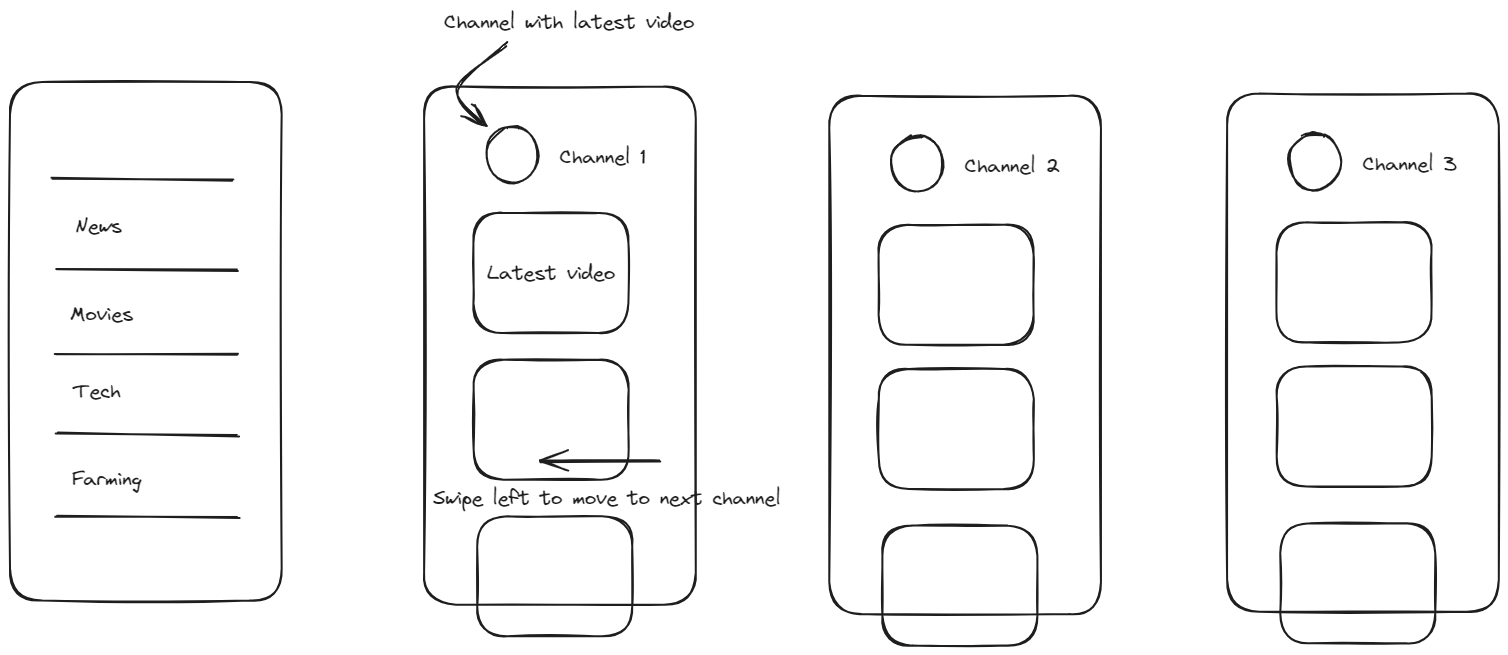 Channel with latest video
News
Movies
Tech
Farming
Channel 1
Latest video
Swipe left to move to next channel
Channel 2
Channel 3